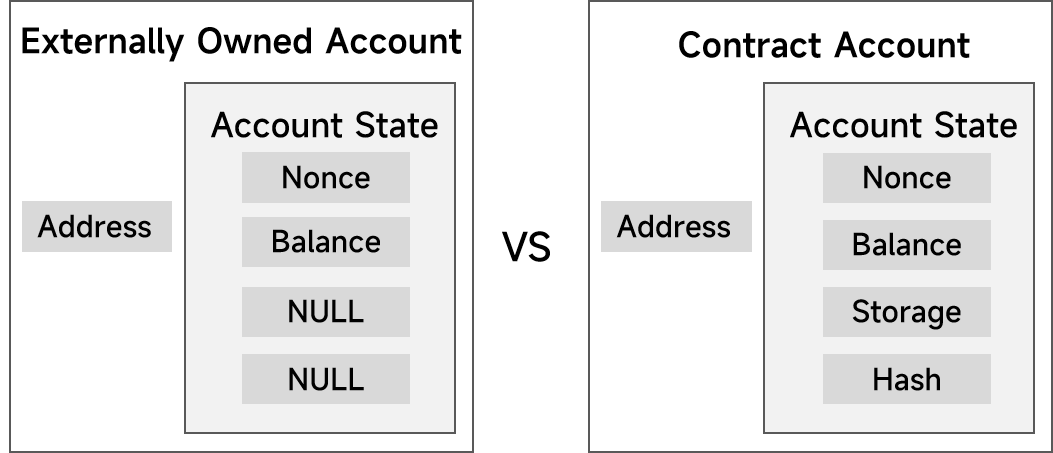 Externally Owned Account
Account State
Nonce
Address
Balance
NULL
NULL
VS
Contract Account
Account State
Nonce
Address
Balance
Storage
Hash